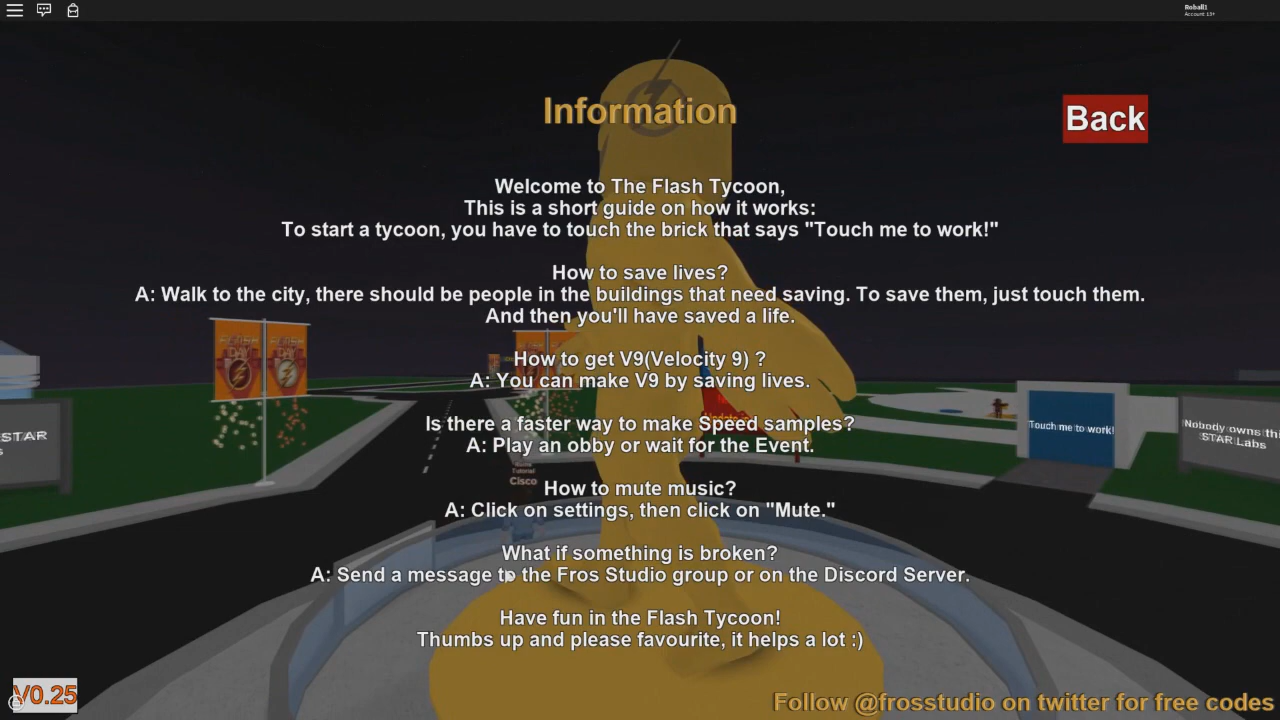 Roball1
Account: 13+
Information
Back
Welcome to The Flash Tycoon,
This is a short guide on how it works:
To start a tycoon, you have to touch the brick that says "Touch me to work!"
How to save lives?
A: Walk to the city, there should be people in the buildings that need saving. To save them, just touch them.
And then you'll have saved a life.
How to get V9(Velocity 9) ?
A: You can make V9 by saving lives.
Is there a faster way to make Speed samples?
A: Play an obby or wait for the Event.
How to mute music?
A: Click on settings, then click on "Mute."
What if something is broken?
A: Send a message to the Fros Studio group or on the Discord Server.
Have fun in the Flash Tycoon!
Thumbs up and please favourite, it helps a lot :)
STAR
Tutorial
Cisco
Touch me to work!
Nobody owns
STAR Labs
V0.25
Follow @frosstudio on twitter for free codes